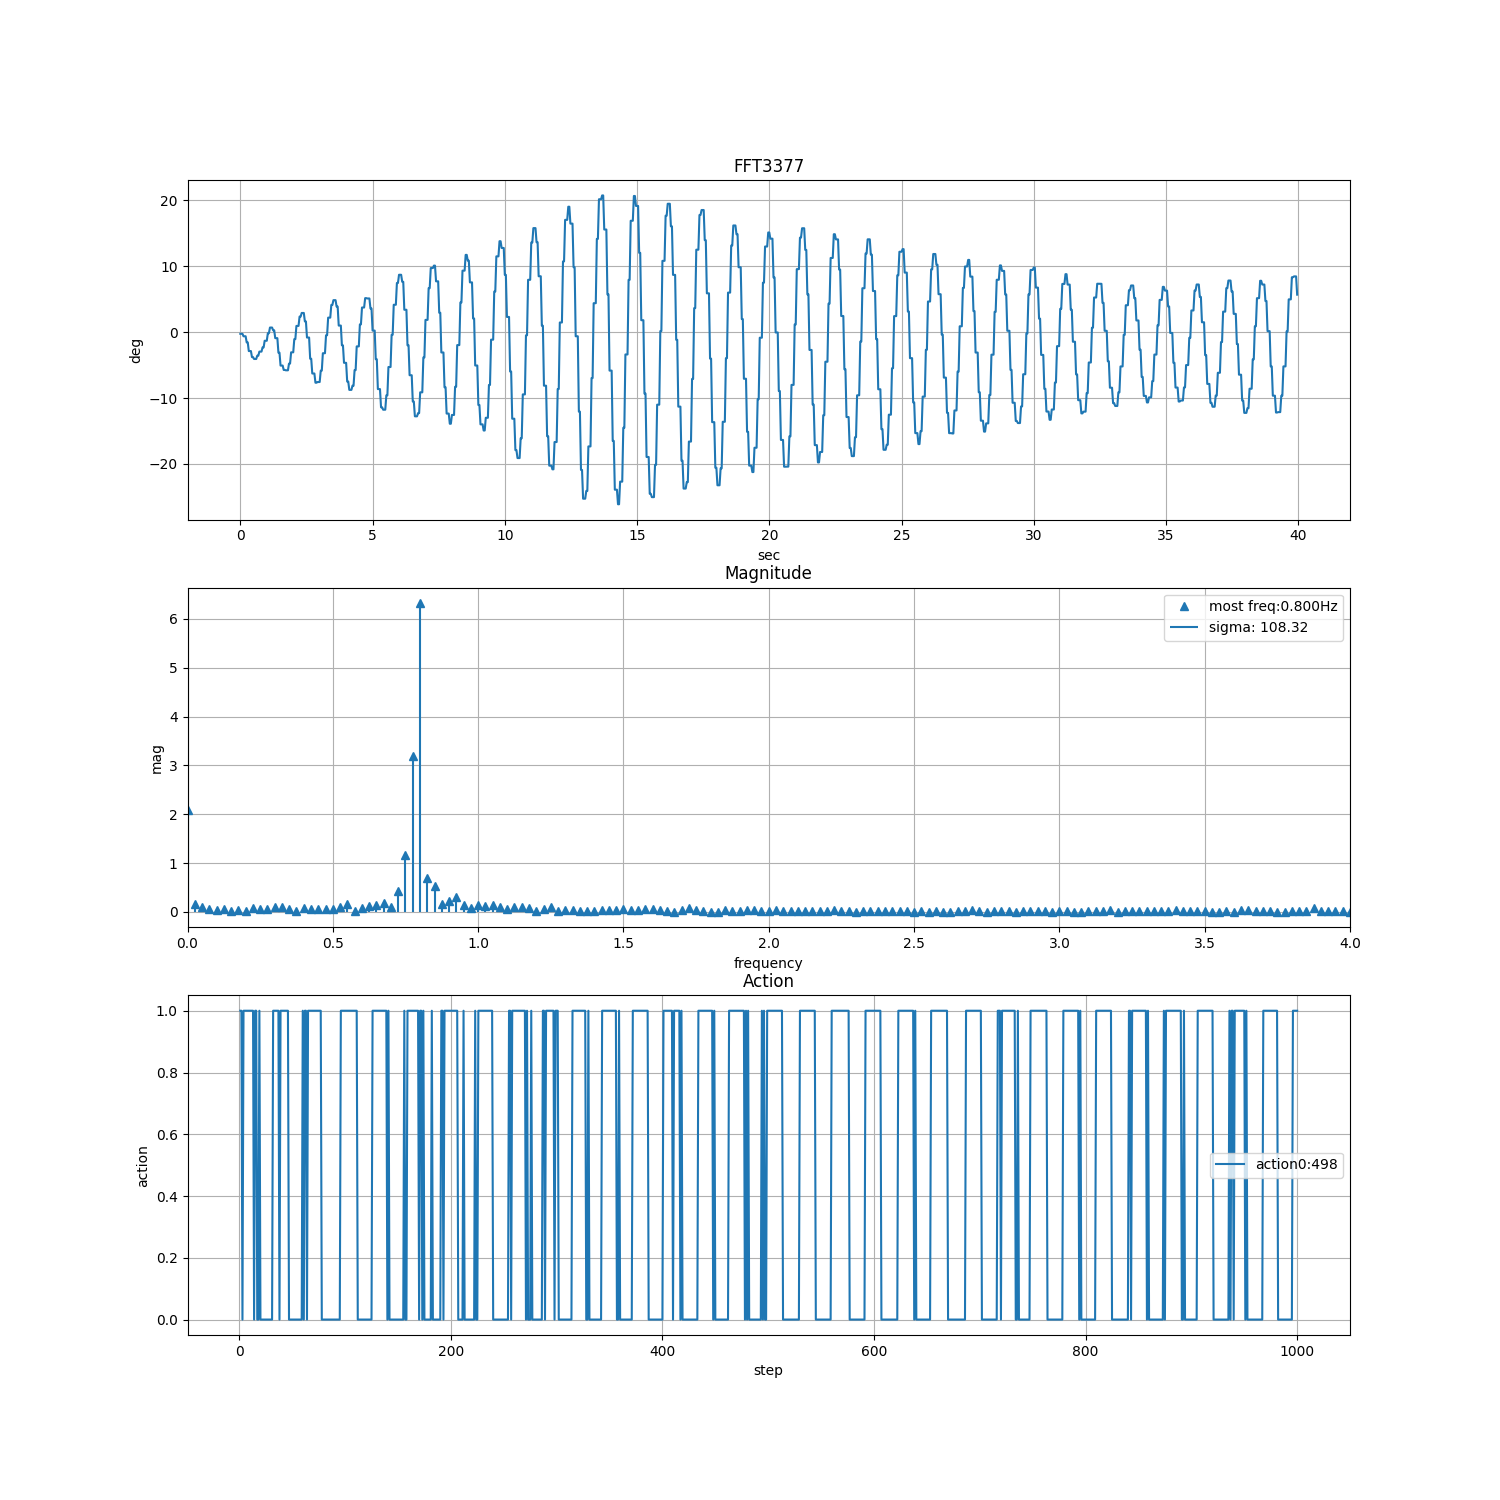 FFT3377
20
10
0
−10
−20
deg
0 5 10 15 20 25 30 35 40
sec
Magnitude
6
5
4
3
2
1
0
mag
most freq:0.800Hz
sigma: 108.32
0.0 0.5 1.0 1.5 2.0 2.5 3.0 3.5 4.0
frequency
Action
1.0
0.8
0.6
0.4
0.2
0.0
action
action0:498
0 200 400 600 800 1000
step